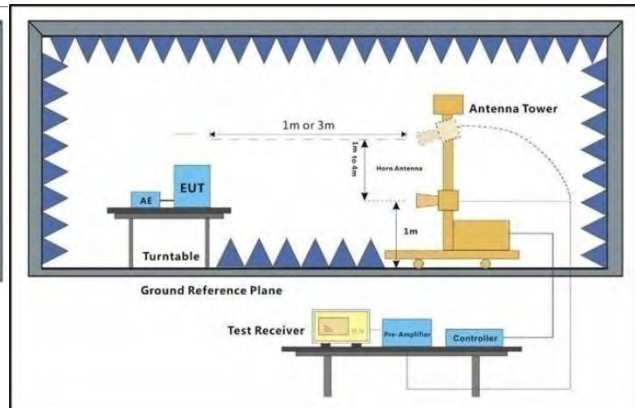 1m or 3m
Antenna Tower
1m to 4m
Horn Antenna
EUT
AE
1m
Turntable
Ground Reference Plane
Test Receiver
Pre-Amplifier
Controller